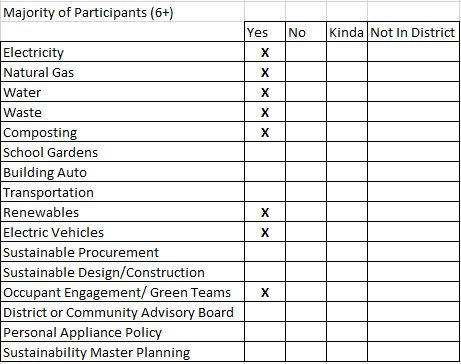 Majority of Participants (6+)
Yes No Kinda Not In District
Electricity X
Natural Gas X
Water X
Waste X
Composting X
School Gardens
Building Auto
Transportation
Renewables X
Electric Vehicles X
Sustainable Procurement
Sustainable Design/Construction
Occupant Engagement/ Green Teams X
District or Community Advisory Board
Personal Appliance Policy
Sustainability Master Planning